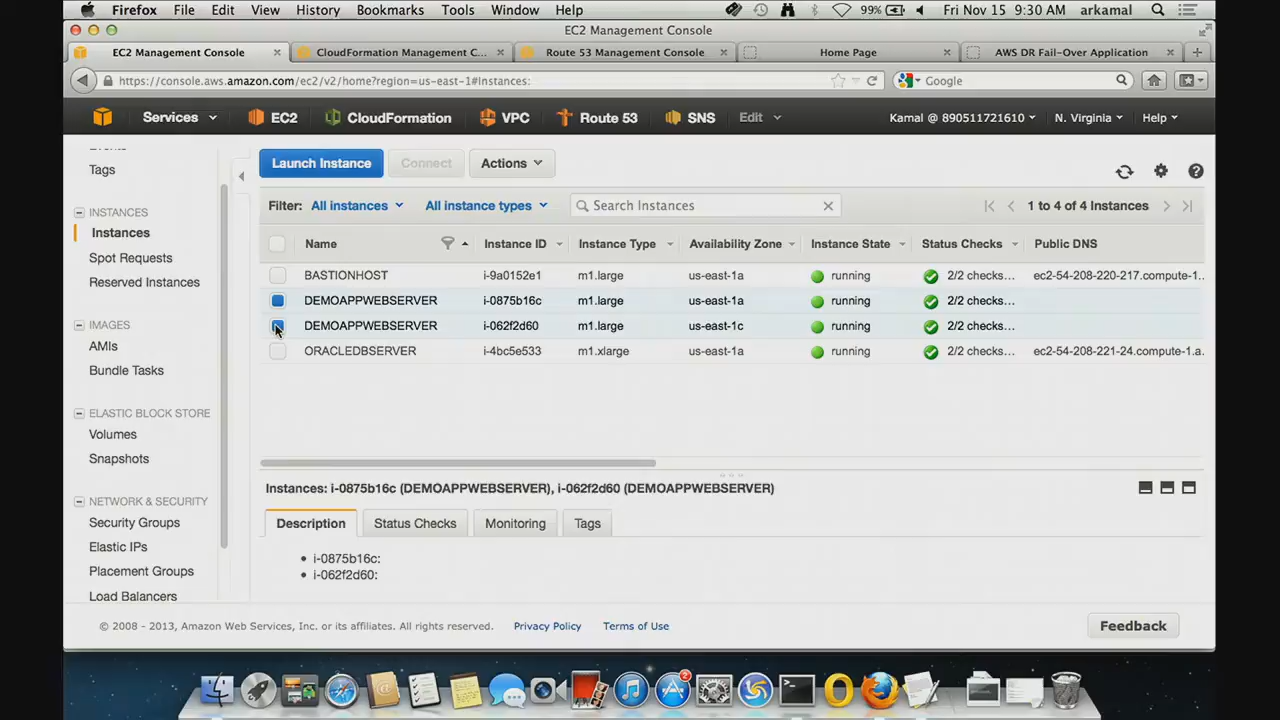 Firefox File Edit View History Bookmarks Tools Window Help 99% Fri Nov 15 9:30 AM arkamal
EC2 Management Console
EC2 Management Console CloudFormation Management C... Route 53 Management Console Home Page AWS DR Fail-Over Application
https://console.aws.amazon.com/ec2/v2/home?region=us-east-1#Instances: Google
Services EC2 CloudFormation VPC Route 53 SNS Edit Kamal @ 890511721610 N. Virginia Help
Events
Tags
INSTANCES
Instances
Spot Requests
Reserved Instances
IMAGES
AMIs
Bundle Tasks
ELASTIC BLOCK STORE
Volumes
Snapshots
NETWORK & SECURITY
Security Groups
Elastic IPs
Placement Groups
Load Balancers
Launch Instance Connect Actions
Filter: All instances All instance types Search Instances 1 to 4 of 4 Instances
Name Instance ID Instance Type Availability Zone Instance State Status Checks Public DNS
BASTIONHOST i-9a0152e1 m1.large us-east-1a running 2/2 checks... ec2-54-208-220-217.compute-1..
DEMOAPPWEBSERVER i-0875b16c m1.large us-east-1a running 2/2 checks...
DEMOAPPWEBSERVER i-062f2d60 m1.large us-east-1c running 2/2 checks...
ORACLEDBSERVER i-4bc5e533 m1.xlarge us-east-1a running 2/2 checks... ec2-54-208-221-24.compute-1.a.
Instances: i-0875b16c (DEMOAPPWEBSERVER), i-062f2d60 (DEMOAPPWEBSERVER)
Description Status Checks Monitoring Tags
• i-0875b16c:
• i-062f2d60:
© 2008 - 2013, Amazon Web Services, Inc. or its affiliates. All rights reserved. Privacy Policy Terms of Use Feedback
2